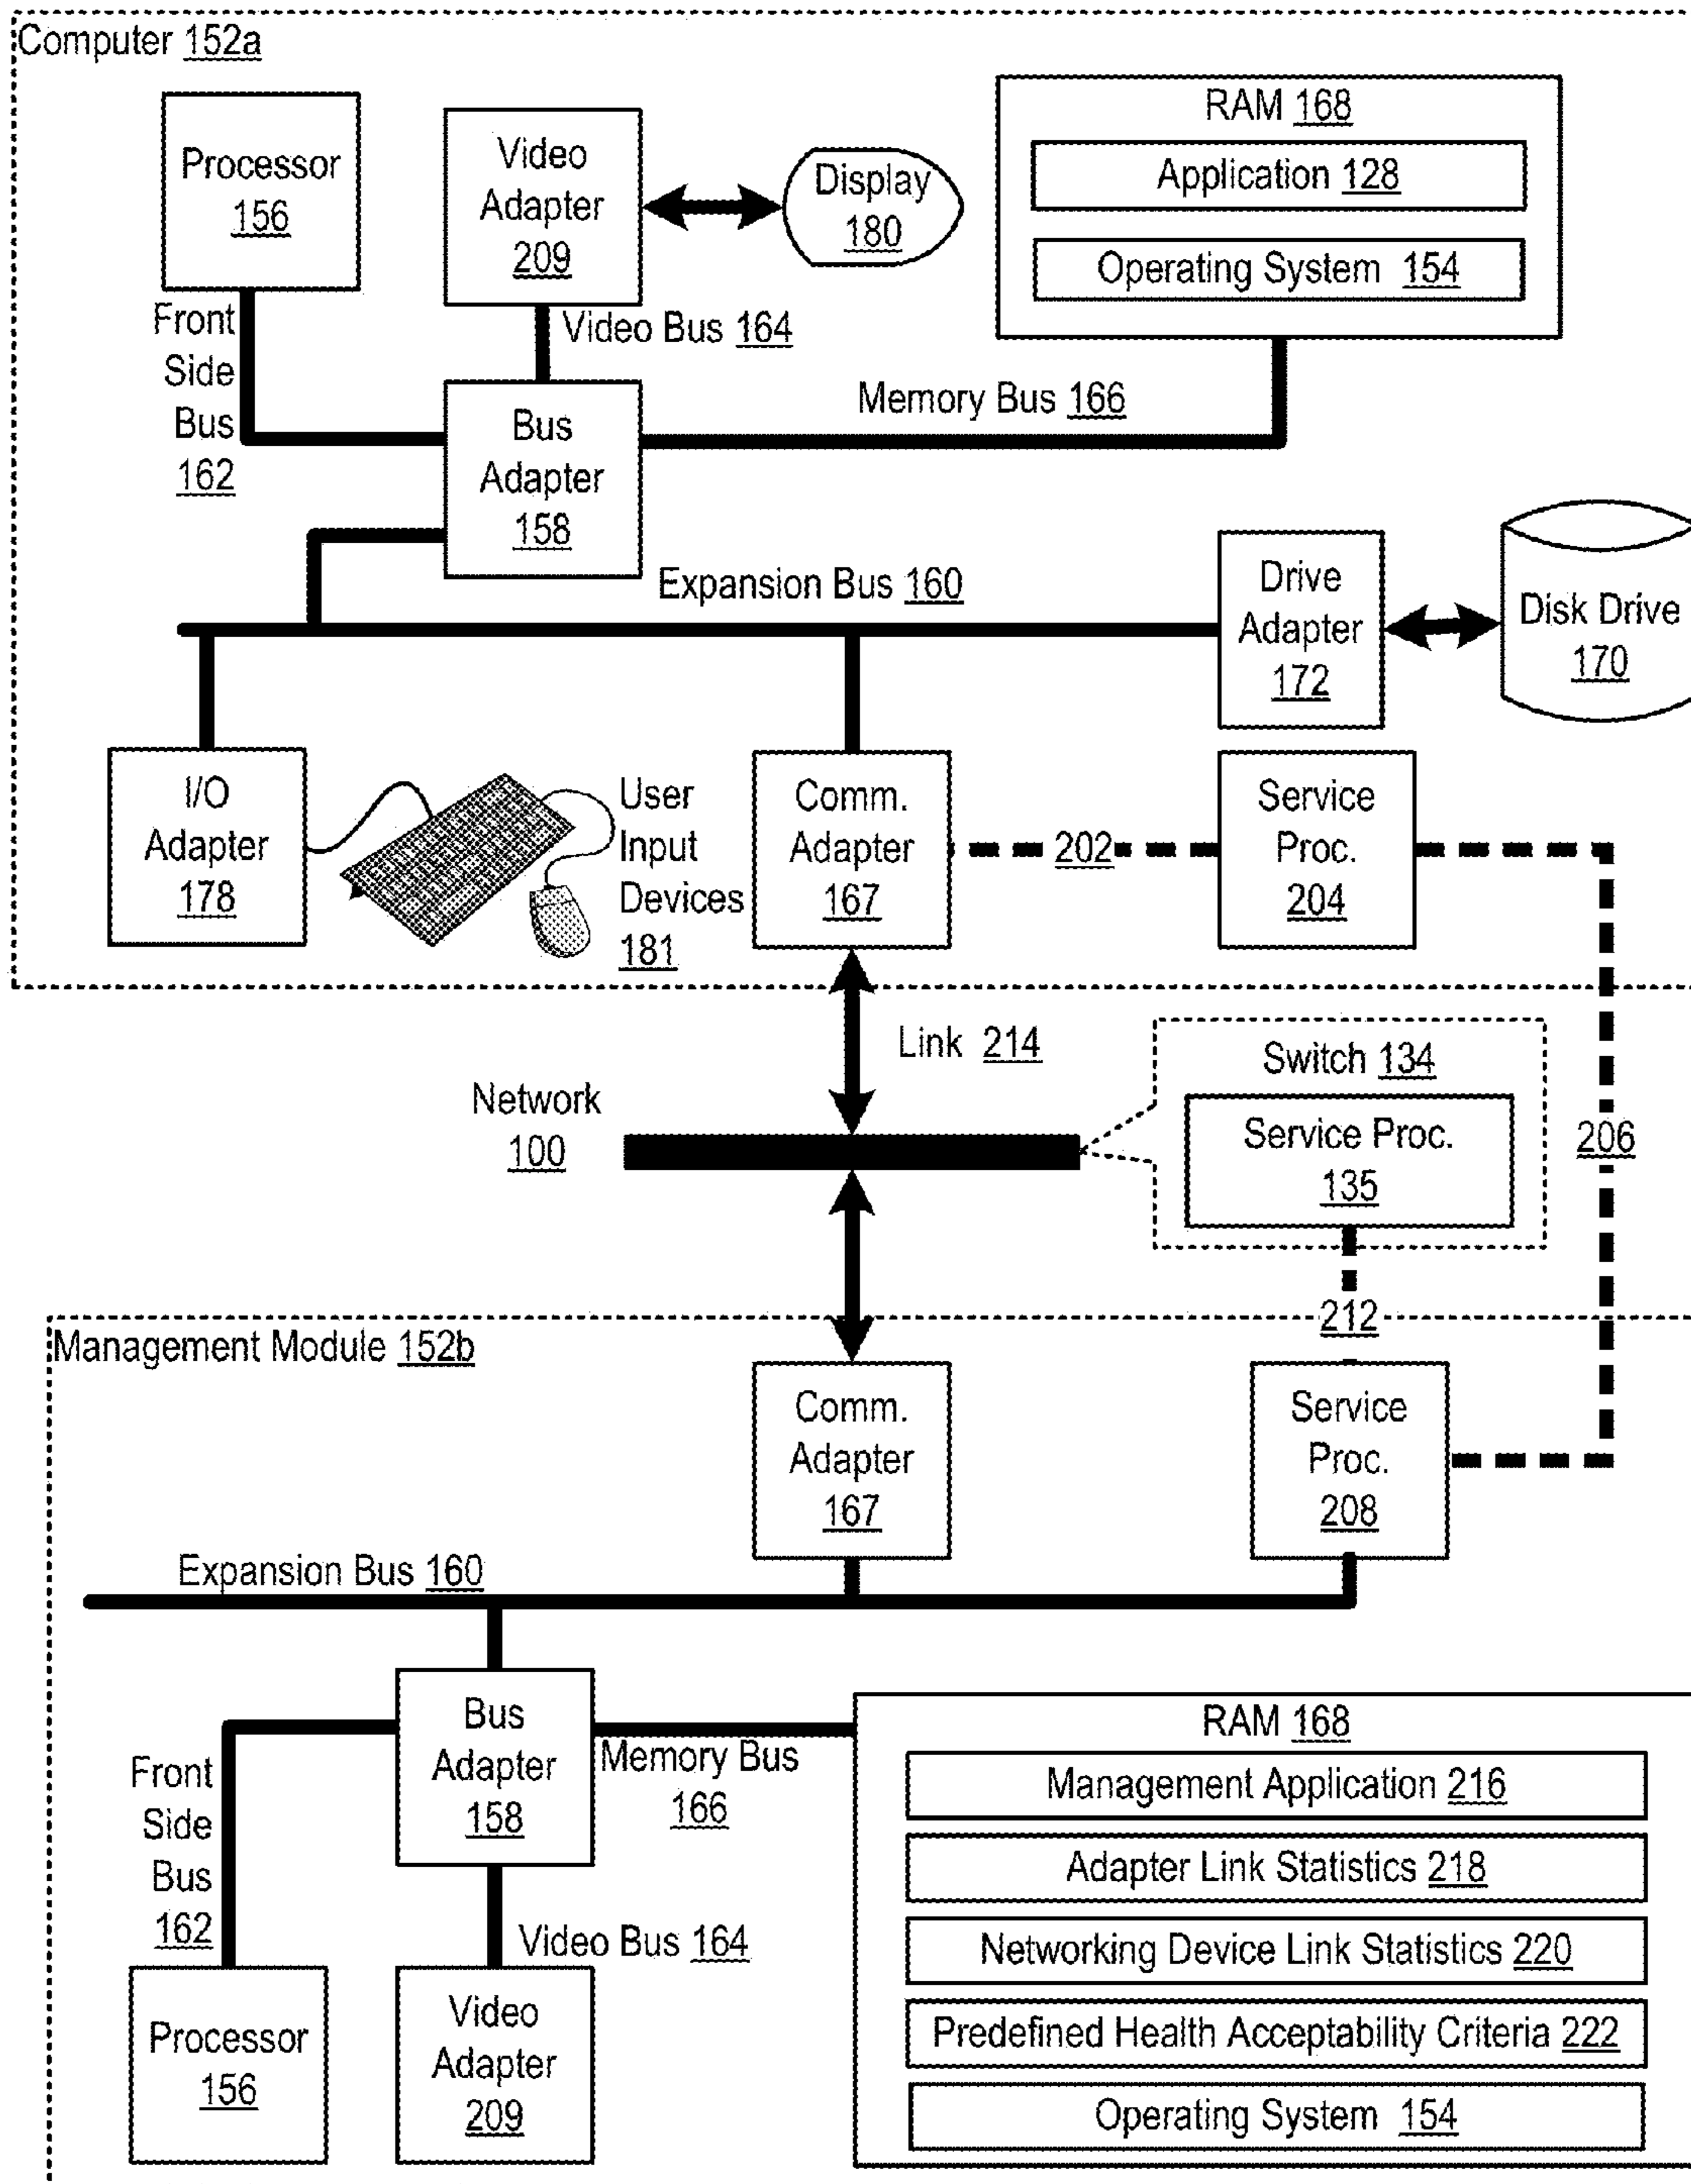 Computer 152a
Processor
156
Video
Adapter
209
Display
180
RAM 168
Application 128
Operating System 154
Front
Side
Bus
162
Video Bus 164
Bus
Adapter
158
Memory Bus 166
Expansion Bus 160
Drive
Adapter
172
Disk Drive
170
I/O
Adapter
178
User
Input
Devices
181
Comm.
Adapter
167
202
Service
Proc.
204
Link 214
Network
100
Switch 134
Service Proc.
135
206
212
Management Module 152b
Comm.
Adapter
167
Service
Proc.
208
Expansion Bus 160
Bus
Adapter
158
Memory Bus
166
Front
Side
Bus
162
Video Bus 164
Processor
156
Video
Adapter
209
RAM 168
Management Application 216
Adapter Link Statistics 218
Networking Device Link Statistics 220
Predefined Health Acceptability Criteria 222
Operating System 154